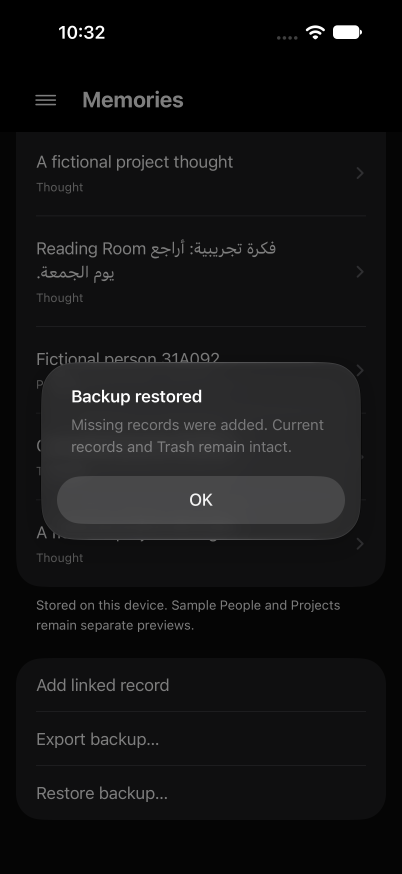 10:32
Memories
A fictional project thought
Thought
فكرة تجريبية: أراجع Reading Room
يوم الجمعة.
Thought
Fictional person 31A092
Backup restored
Missing records were added. Current
records and Trash remain intact.
OK
Thought
Stored on this device. Sample People and Projects
remain separate previews.
Add linked record
Export backup...
Restore backup...